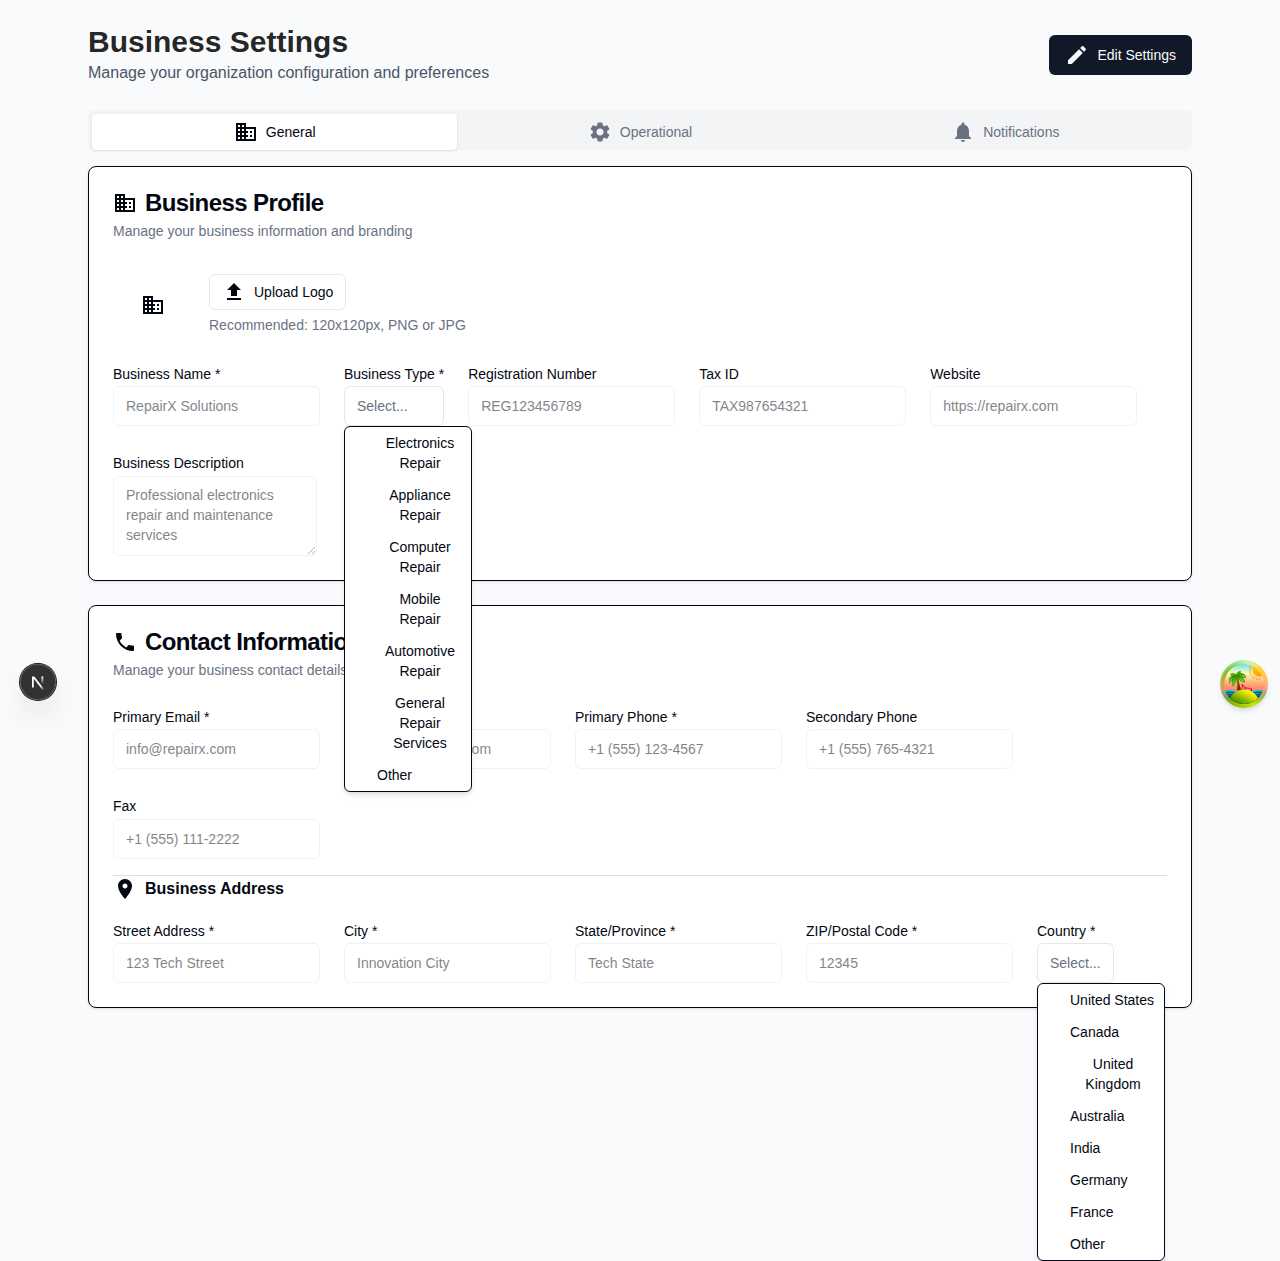 Business Settings
Manage your organization configuration and preferences
Edit Settings
General
Operational
Notifications
Business Profile
Manage your business information and branding
Upload Logo
Recommended: 120x120px, PNG or JPG
Business Name *
Business Type *
Registration Number
Tax ID
Website
RepairX Solutions
Select...
REG123456789
TAX987654321
https://repairx.com
Electronics
Repair
Appliance
Repair
Computer
Repair
Mobile
Repair
Automotive
Repair
General
Repair
Services
Other
Business Description
Professional electronics
repair and maintenance
services
Contact Informatio
Manage your business contact details
Primary Email *
Primary Phone *
Secondary Phone
info@repairx.com
om
+1 (555) 123-4567
+1 (555) 765-4321
Fax
+1 (555) 111-2222
Business Address
Street Address *
City *
State/Province *
ZIP/Postal Code *
Country *
123 Tech Street
Innovation City
Tech State
12345
Select...
United States
Canada
United
Kingdom
Australia
India
Germany
France
Other
N